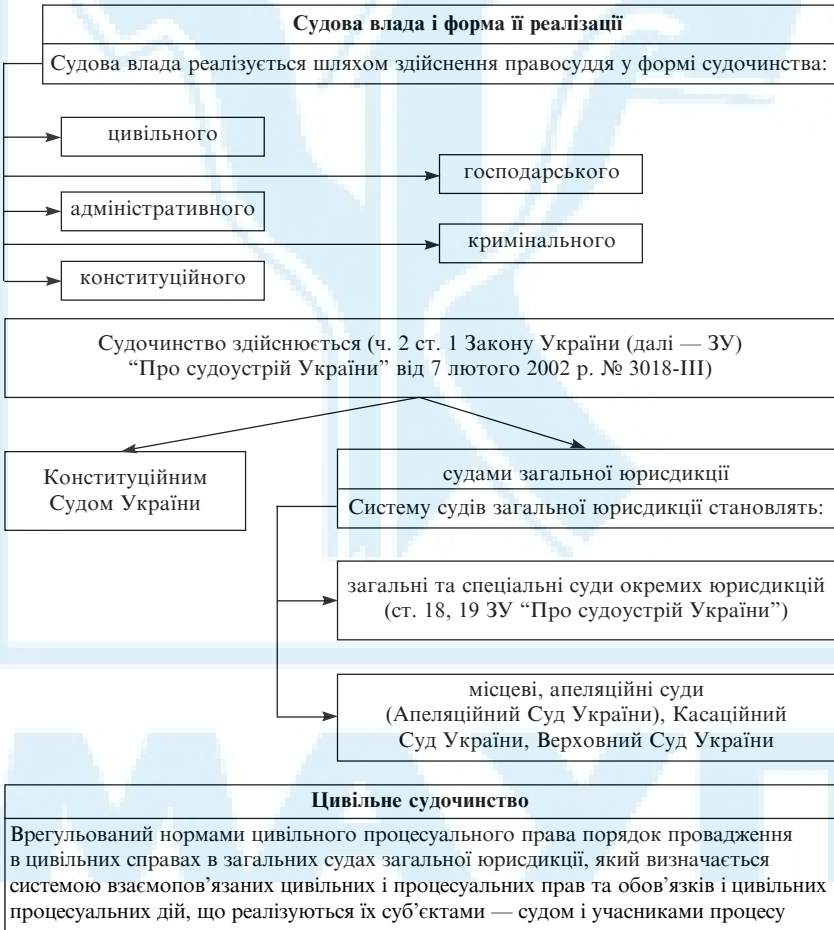 Судова влада і форма її реалізації
Судова влада реалізується шляхом здійснення правосуддя у формі судочинства:
цивільного
господарського
адміністративного
кримінального
конституційного
Судочинство здійснюється (ч. 2 ст. 1 Закону України (далі — ЗУ)
“Про судоустрій України” від 7 лютого 2002 р. № 3018-III)
Конституційним
Судом України
судами загальної юрисдикції
Систему судів загальної юрисдикції становлять:
загальні та спеціальні суди окремих юрисдикцій
(ст. 18, 19 ЗУ “Про судоустрій України”)
місцеві, апеляційні суди
(Апеляційний Суд України), Касаційний
Суд України, Верховний Суд України
МАУП
Цивільне судочинство
Врегульований нормами цивільного процесуального права порядок провадження
в цивільних справах в загальних судах загальної юрисдикції, який визначається
системою взаємопов’язаних цивільних і процесуальних прав та обов’язків і цивільних
процесуальних дій, що реалізуються їх суб’єктами — судом і учасниками процесу